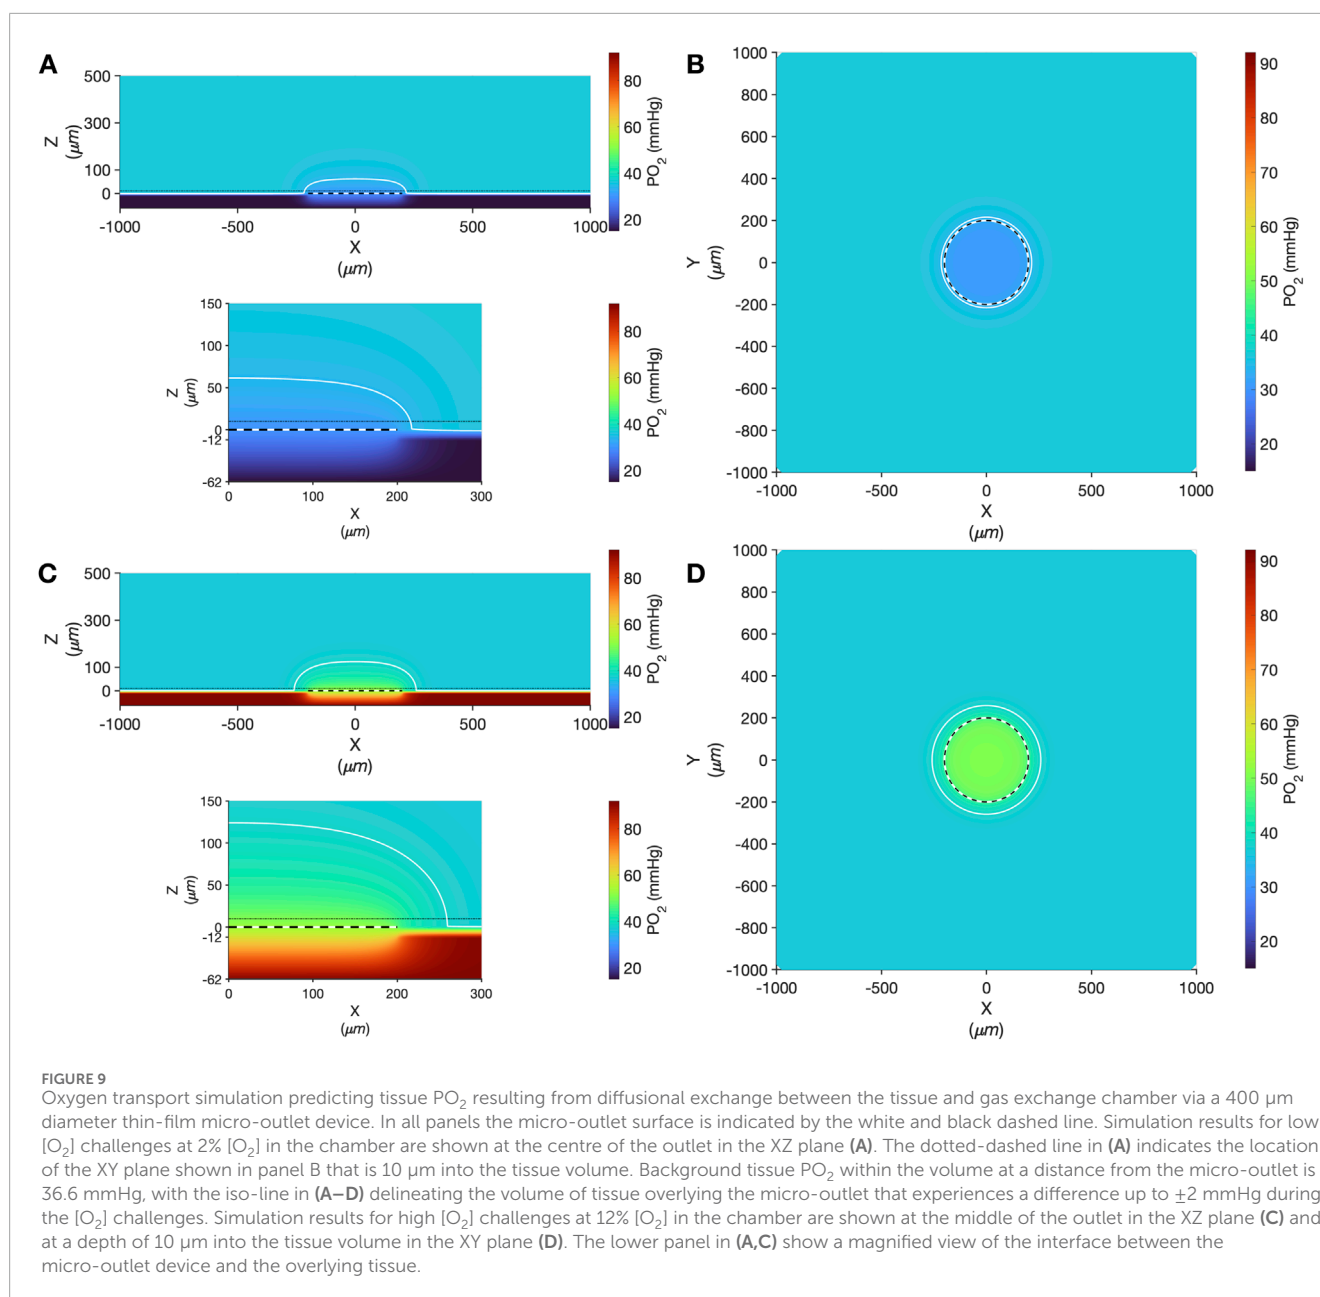 A
500
300
100
0
Z
(μm)
-1000
-500
0
500
1000
X
(μm)
80
60
40
20
PO2 (mmHg)
150
100
50
0
-12
-62
Z
(μm)
0
100
200
300
X
(μm)
80
60
40
20
PO2 (mmHg)
B
1000
800
600
400
200
0
-200
-400
-600
-800
-1000
Y
(μm)
-1000
-500
0
500
1000
X
(μm)
90
80
70
60
50
40
30
20
PO2 (mmHg)
C
500
300
100
0
Z
(μm)
-1000
-500
0
500
1000
X
(μm)
80
60
40
20
PO2 (mmHg)
150
100
50
0
-12
-62
Z
(μm)
0
100
200
300
X
(μm)
80
60
40
20
PO2 (mmHg)
D
1000
800
600
400
200
0
-200
-400
-600
-800
-1000
Y
(μm)
-1000
-500
0
500
1000
X
(μm)
90
80
70
60
50
40
30
20
PO2 (mmHg)
FIGURE 9
Oxygen transport simulation predicting tissue PO2 resulting from diffusional exchange between the tissue and gas exchange chamber via a 400 μm
diameter thin-film micro-outlet device. In all panels the micro-outlet surface is indicated by the white and black dashed line. Simulation results for low
[O2] challenges at 2% [O2] in the chamber are shown at the centre of the outlet in the XZ plane (A). The dotted-dashed line in (A) indicates the location
of the XY plane shown in panel B that is 10 μm into the tissue volume. Background tissue PO2 within the volume at a distance from the micro-outlet is
36.6 mmHg, with the iso-line in (A–D) delineating the volume of tissue overlying the micro-outlet that experiences a difference up to ±2 mmHg during
the [O2] challenges. Simulation results for high [O2] challenges at 12% [O2] in the chamber are shown at the middle of the outlet in the XZ plane (C) and
at a depth of 10 μm into the tissue volume in the XY plane (D). The lower panel in (A,C) show a magnified view of the interface between the
micro-outlet device and the overlying tissue.